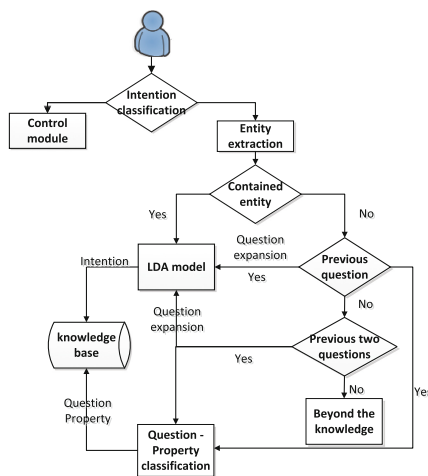 Intention
classification
Control
module
Entity
extraction
Contained
entity
Yes
No
Question
expansion
Previous
question
Intention
LDA model
Yes
Question
expansion
No
knowledge
base
Previous two
questions
Yes
No
Yes
Question
Property
Beyond the
knowledge
Question -
Property
classification